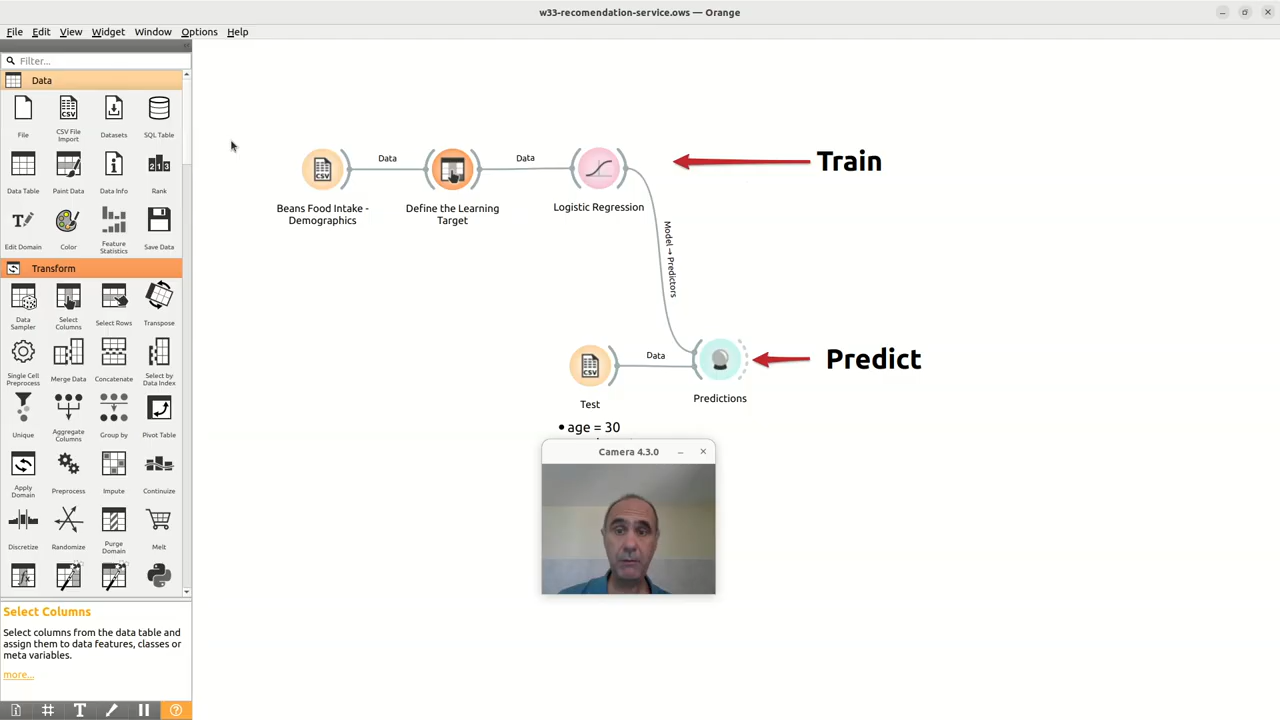 w33-recomendation-service.ows — Orange
File Edit View Widget Window Options Help
Filter...
Data
File CSV File Import Datasets SQL Table
Data Table Paint Data Data Info Rank
Edit Domain Color Feature Statistics Save Data
Transform
Data Sampler Select Columns Select Rows Transpose
Single Cell Preprocess Merge Data Concatenate Select by Data Index
Unique Aggregate Columns Group by Pivot Table
Apply Domain Preprocess Impute Continuize
Discretize Randomize Purge Domain Melt
Select Columns
Select columns from the data table and
assign them to data features, classes or
meta variables.
more...
Data
Data
Train
Beans Food Intake -
Demographics
Define the Learning
Target
Logistic Regression
Model → Predictors
Data
Predict
Test
Predictions
• age = 30
Camera 4.3.0